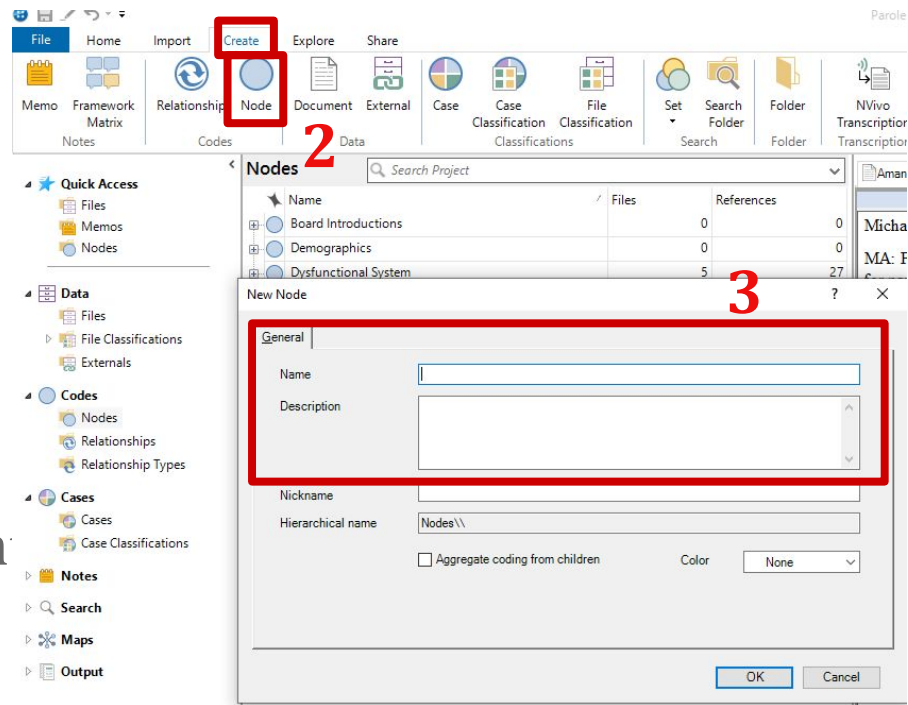 Parole
File Home Import Create Explore Share
Memo Framework Matrix Relationship Node Document External Case Case Classification File Classification Set Search Folder Folder NVivo Transcription
Notes Codes Data Classifications Search Folder Transcription
2
Quick Access
Files
Memos
Nodes
Data
Files
File Classifications
Externals
Codes
Nodes
Relationships
Relationship Types
Cases
Cases
Case Classifications
Notes
Search
Maps
Output
Nodes Search Project
Name Files References
Board Introductions 0 0
Demographics 0 0
Dysfunctional System 5 27
Aman
Micha
MA: F
3
New Node ? ×
General
Name
Description
Nickname
Hierarchical name Nodes\\
Aggregate coding from children Color None
OK Cancel